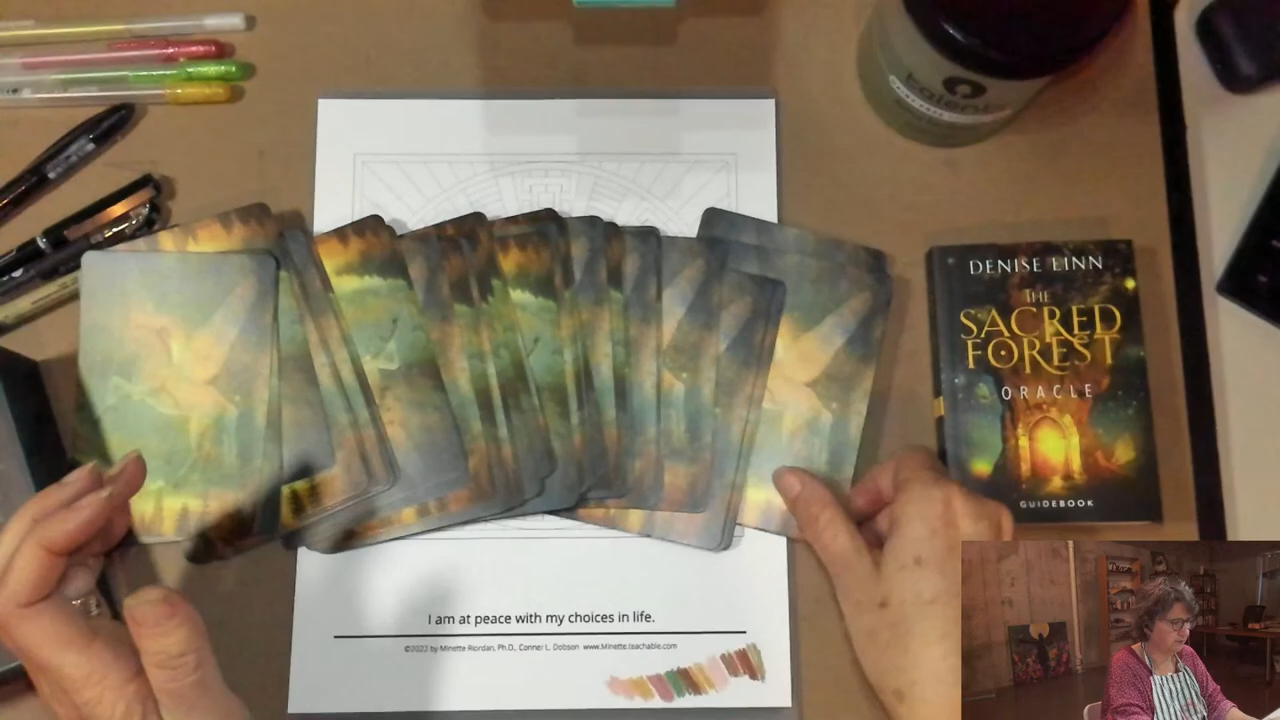 talenti
DENISE LINN
THE
SACRED
FOREST
ORACLE
GUIDEBOOK
I am at peace with my choices in life.
©2022 by Minette Riordan, Ph.D., Conner L. Dobson www.Minette.teachable.com